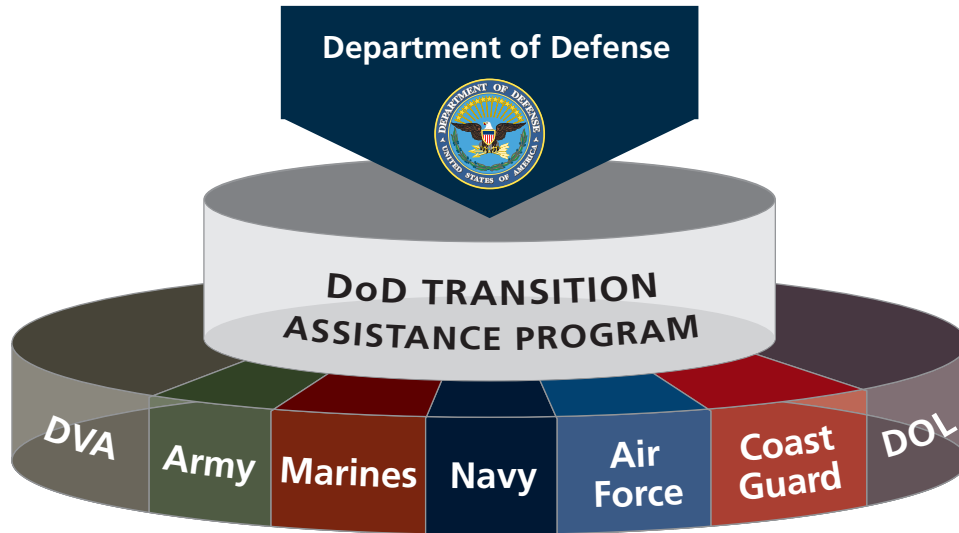 Department of Defense
DEPARTMENT OF DEFENSE
UNITED STATES OF AMERICA
DoD TRANSITION
ASSISTANCE PROGRAM
DVA
Army
Marines
Navy
Air
Force
Coast
Guard
DOL